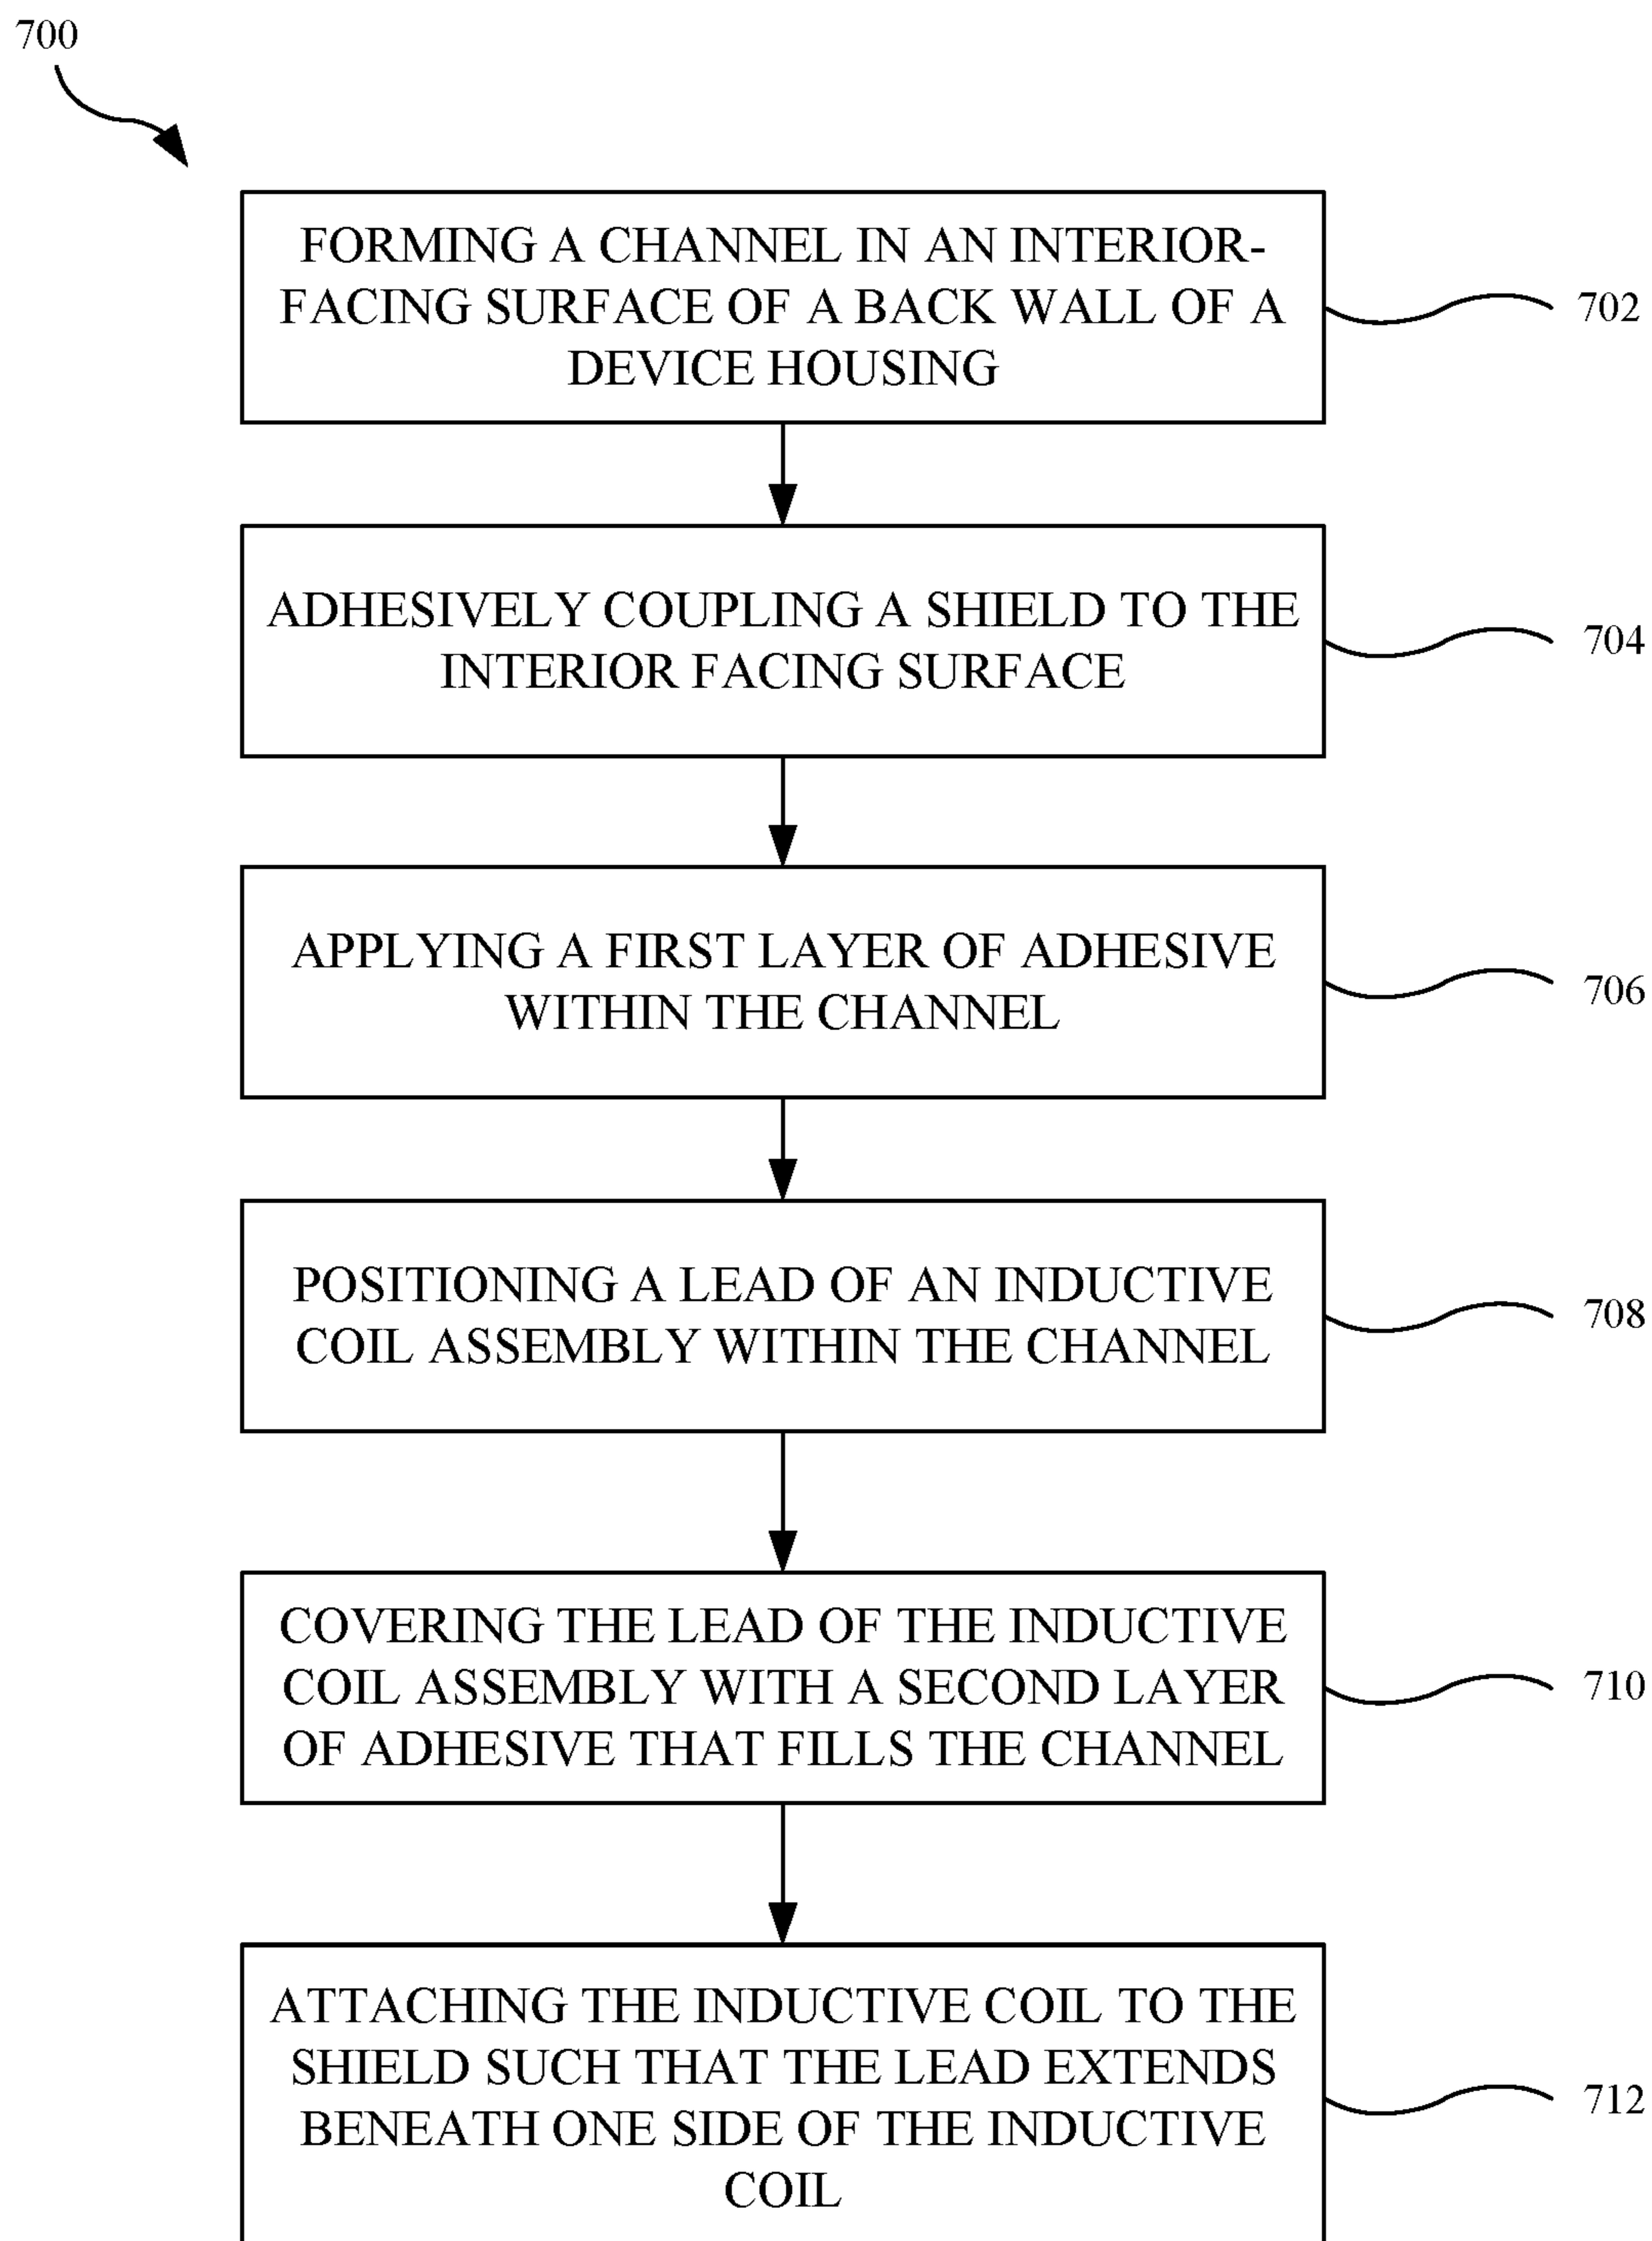 700
FORMING A CHANNEL IN AN INTERIOR-
FACING SURFACE OF A BACK WALL OF A
DEVICE HOUSING
702
ADHESIVELY COUPLING A SHIELD TO THE
INTERIOR FACING SURFACE
704
APPLYING A FIRST LAYER OF ADHESIVE
WITHIN THE CHANNEL
706
POSITIONING A LEAD OF AN INDUCTIVE
COIL ASSEMBLY WITHIN THE CHANNEL
708
COVERING THE LEAD OF THE INDUCTIVE
COIL ASSEMBLY WITH A SECOND LAYER
OF ADHESIVE THAT FILLS THE CHANNEL
710
ATTACHING THE INDUCTIVE COIL TO THE
SHIELD SUCH THAT THE LEAD EXTENDS
BENEATH ONE SIDE OF THE INDUCTIVE
COIL
712